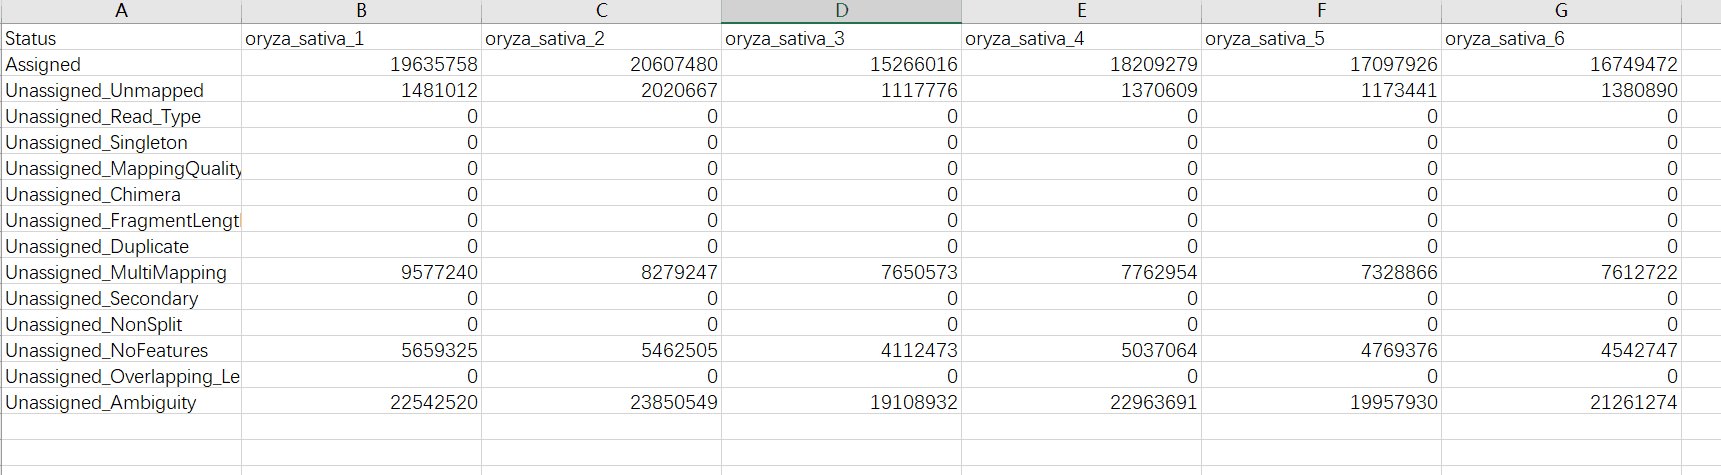 A B C D E F G
Status oryza_sativa_1 oryza_sativa_2 oryza_sativa_3 oryza_sativa_4 oryza_sativa_5 oryza_sativa_6
Assigned 19635758 20607480 15266016 18209279 17097926 16749472
Unassigned_Unmapped 1481012 2020667 1117776 1370609 1173441 1380890
Unassigned_Read_Type 0 0 0 0 0 0
Unassigned_Singleton 0 0 0 0 0 0
Unassigned_MappingQuality 0 0 0 0 0 0
Unassigned_Chimera 0 0 0 0 0 0
Unassigned_FragmentLengt 0 0 0 0 0 0
Unassigned_Duplicate 0 0 0 0 0 0
Unassigned_MultiMapping 9577240 8279247 7650573 7762954 7328866 7612722
Unassigned_Secondary 0 0 0 0 0 0
Unassigned_NonSplit 0 0 0 0 0 0
Unassigned_NoFeatures 5659325 5462505 4112473 5037064 4769376 4542747
Unassigned_Overlapping_Le 0 0 0 0 0 0
Unassigned_Ambiguity 22542520 23850549 19108932 22963691 19957930 21261274